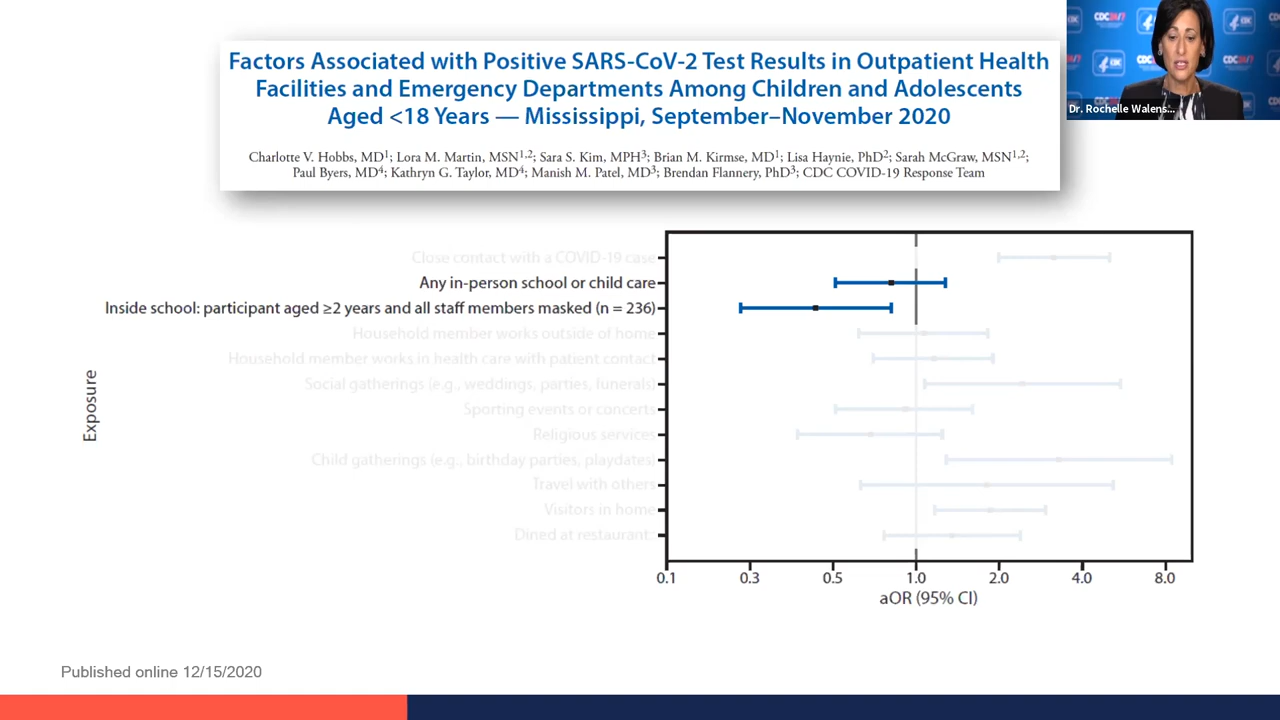 Factors Associated with Positive SARS-CoV-2 Test Results in Outpatient Health
Facilities and Emergency Departments Among Children and Adolescents
Aged <18 Years — Mississippi, September–November 2020
Charlotte V. Hobbs, MD1; Lora M. Martin, MSN1,2; Sara S. Kim, MPH3; Brian M. Kirmse, MD1; Lisa Haynie, PhD2; Sarah McGraw, MSN1,2;
Paul Byers, MD4; Kathryn G. Taylor, MD4; Manish M. Patel, MD3; Brendan Flannery, PhD3; CDC COVID-19 Response Team
CDC
Dr. Rochelle Walens...
Close contact with a COVID-19 case
Any in-person school or child care
Inside school: participant aged ≥2 years and all staff members masked (n = 236)
Household member works outside of home
Household member works in health care with patient contact
Social gatherings (e.g., weddings, parties, funerals)
Sporting events or concerts
Religious services
Child gatherings (e.g., birthday parties, playdates)
Travel with others
Visitors in home
Dined at restaurant
Exposure
0.1 0.3 0.5 1.0 2.0 4.0 8.0
aOR (95% CI)
Published online 12/15/2020